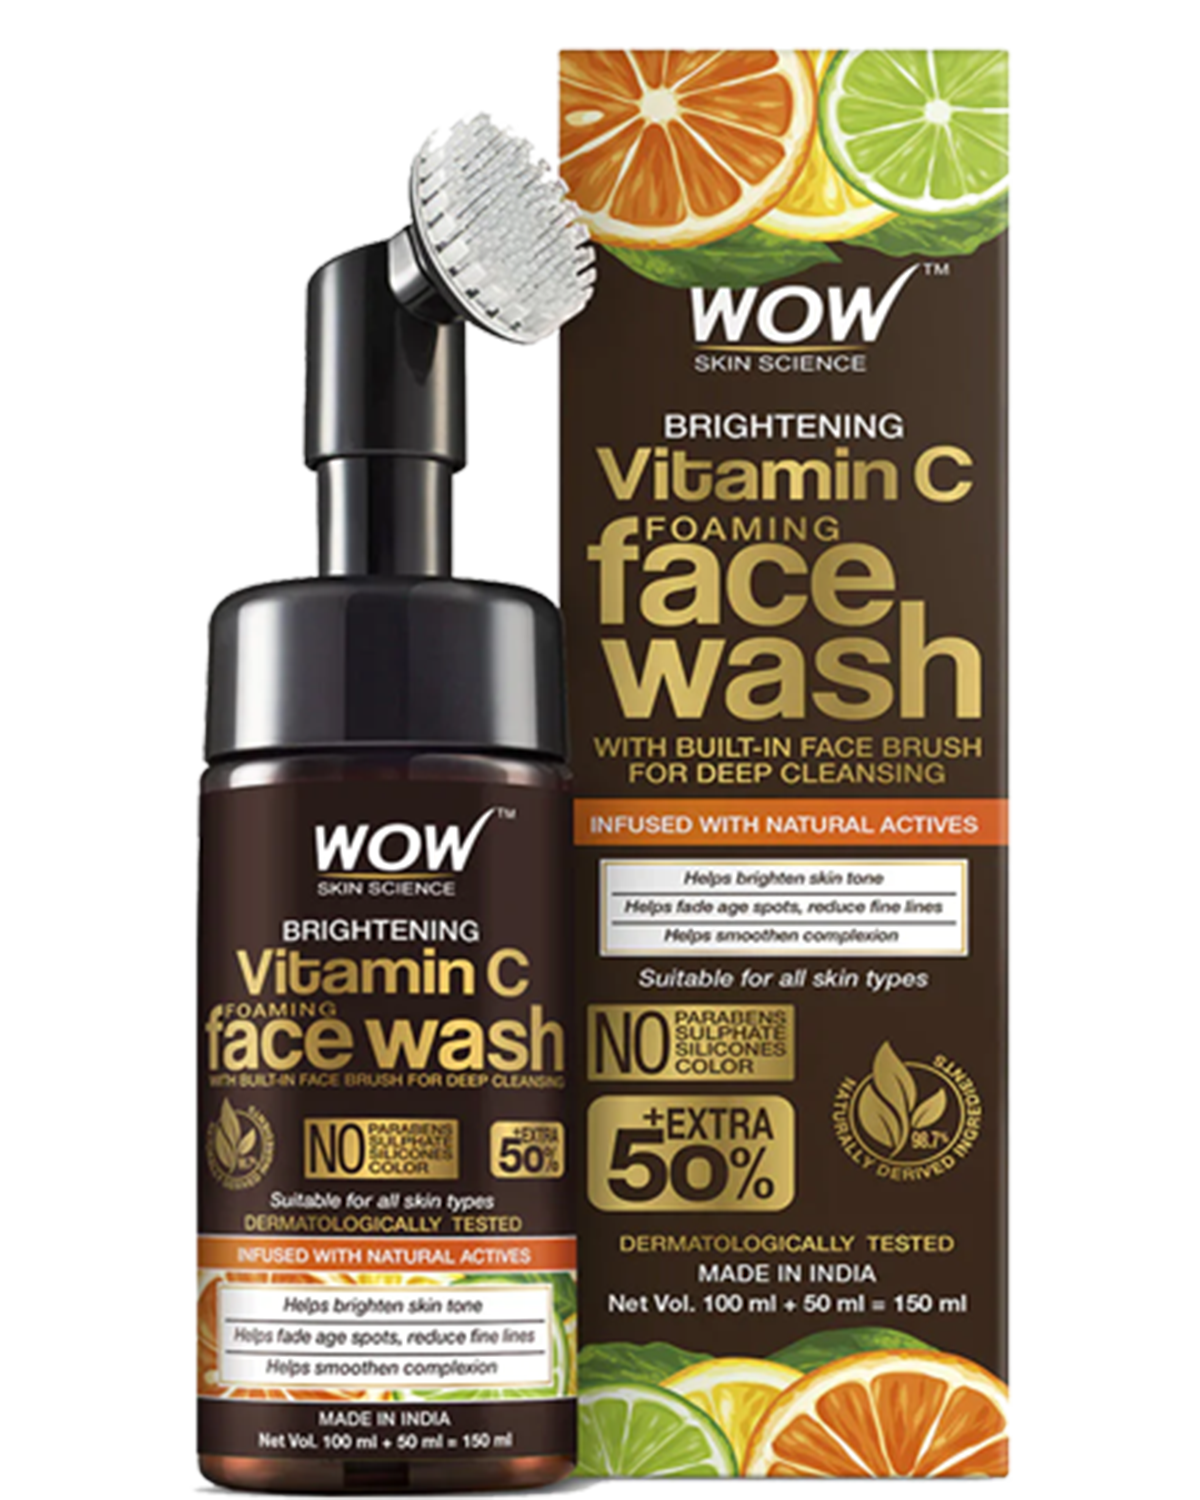 WOW™
SKIN SCIENCE
BRIGHTENING
Vitamin C
FOAMING
face
wash
WITH BUILT-IN FACE BRUSH
FOR DEEP CLEANSING
INFUSED WITH NATURAL ACTIVES
Helps brighten skin tone
Helps fade age spots, reduce fine lines
Helps smoothen complexion
Suitable for all skin types
NO PARABENS
SULPHATE
SILICONES
COLOR
98.7%
NATURALLY DERIVED INGREDIENTS
+EXTRA
50%
DERMATOLOGICALLY TESTED
MADE IN INDIA
Net Vol. 100 ml + 50 ml = 150 ml
WOW™
SKIN SCIENCE
BRIGHTENING
Vitamin C
FOAMING
face wash
WITH BUILT-IN FACE BRUSH FOR DEEP CLEANSING
NO PARABENS
SULPHATE
SILICONES
COLOR
+EXTRA
50%
Suitable for all skin types
DERMATOLOGICALLY TESTED
INFUSED WITH NATURAL ACTIVES
Helps brighten skin tone
Helps fade age spots, reduce fine lines
Helps smoothen complexion
MADE IN INDIA
Net Vol. 100 ml + 50 ml = 150 ml